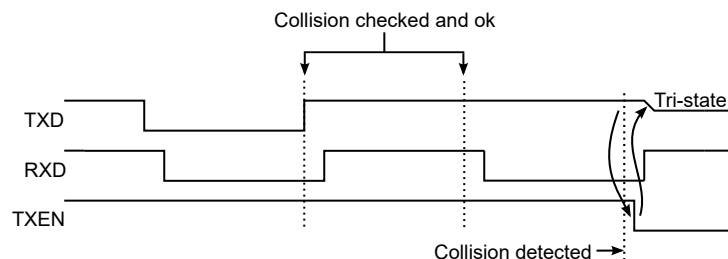 Collision checked and ok
Tri-state
TXD
RXD
TXEN
Collision detected